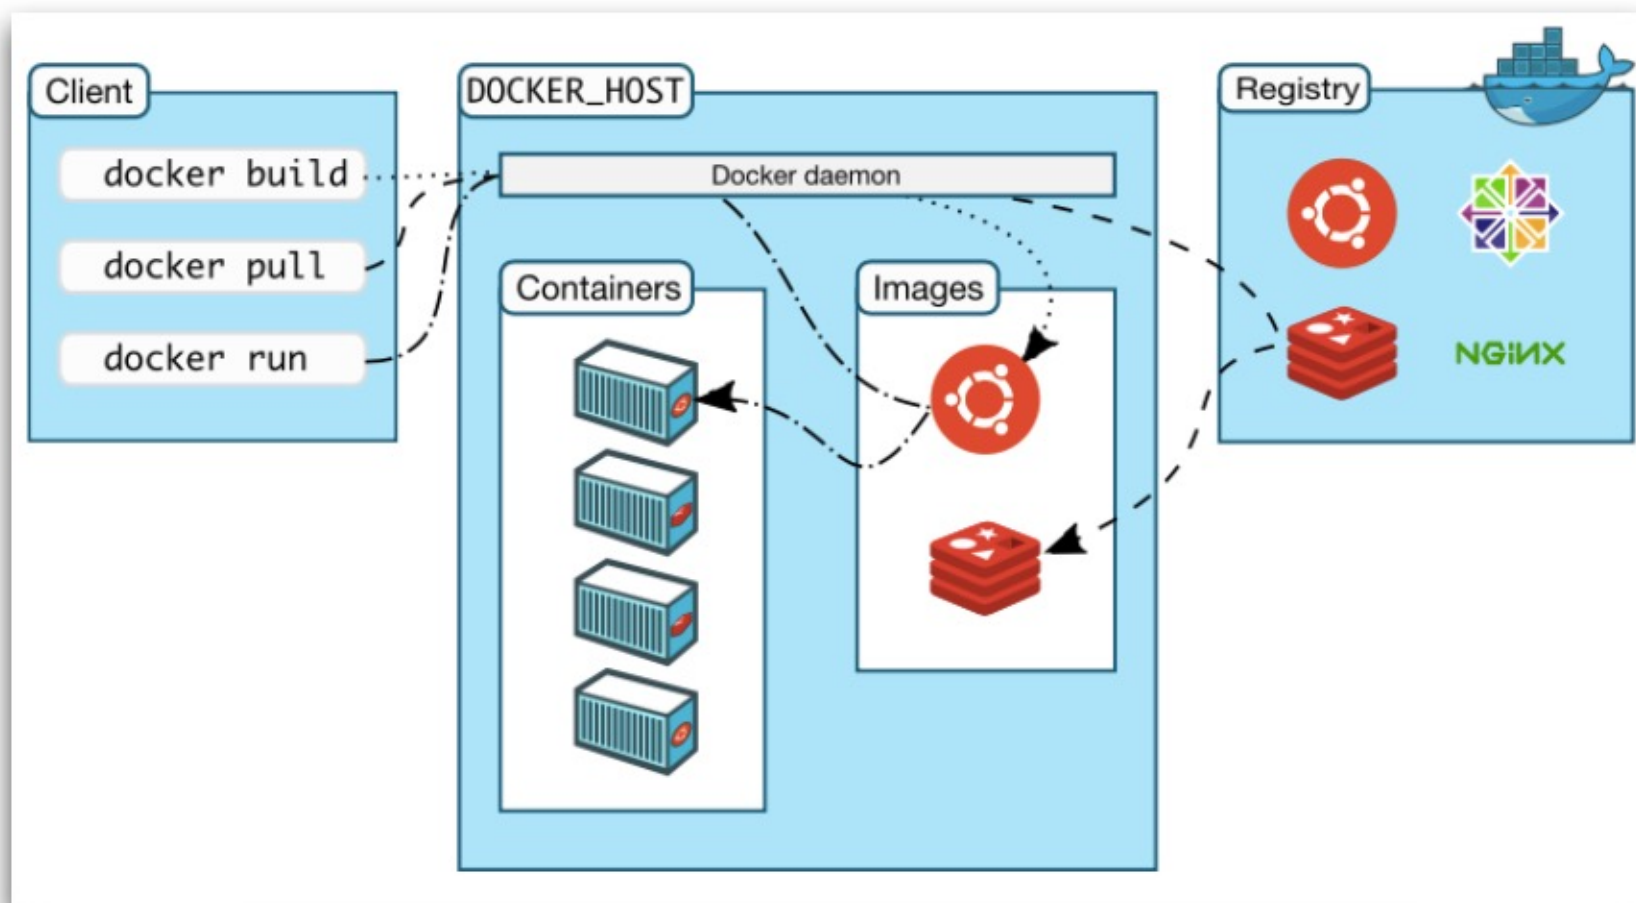 Client
docker build
docker pull
docker run
DOCKER_HOST
Docker daemon
Containers
Images
Registry
NGiNX